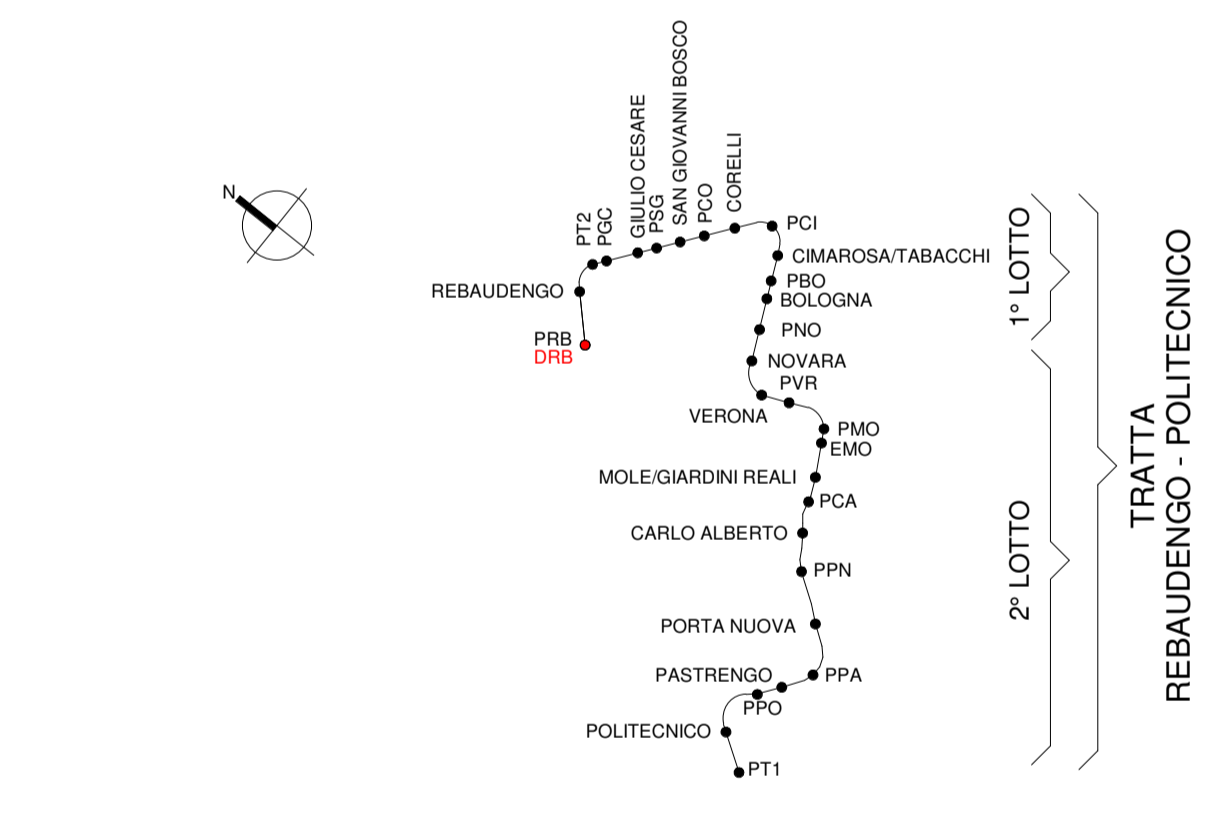 N
PT2
PGC
GIULIO CESARE
PSG
SAN GIOVANNI BOSCO
PCO
CORELLI
PCI
CIMAROSA/TABACCHI
REBAUDENGO
PBO
BOLOGNA
PRB
DRB
PNO
NOVARA
PVR
VERONA
PMO
EMO
MOLE/GIARDINI REALI
PCA
CARLO ALBERTO
PPN
PORTA NUOVA
PASTRENGO
PPA
PPO
POLITECNICO
PT1
1° LOTTO
2° LOTTO
TRATTA
REBAUDENGO - POLITECNICO